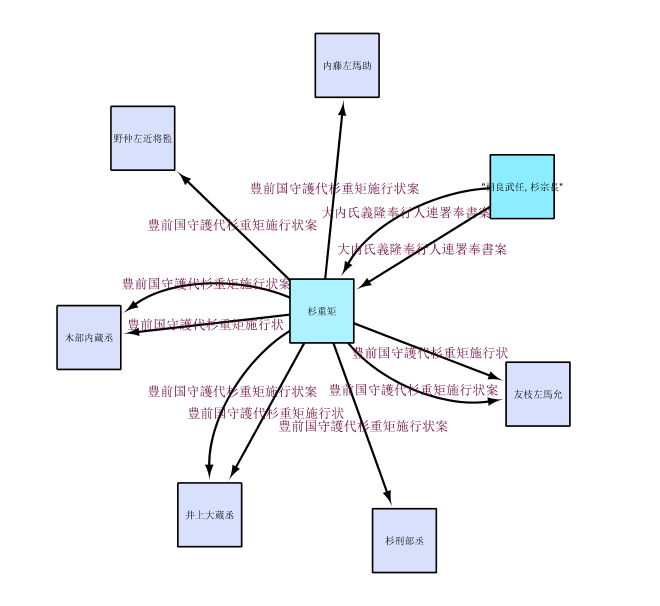 内藤左馬助
野仲左近将監
"相良武任, 杉宗長"
豊前国守護代杉重矩施行状案
大内氏義隆奉行人連署奉書案
豊前国守護代杉重矩施行状案
大内氏義隆奉行人連署奉書案
豊前国守護代杉重矩施行状案
杉重矩
豊前国守護代杉重矩施行状
木部内蔵丞
豊前国守護代杉重矩施行状
豊前国守護代杉重矩施行状案
豊前国守護代杉重矩施行状案
友枝左馬允
豊前国守護代杉重矩施行状
豊前国守護代杉重矩施行状案
井上大蔵丞
杉刑部丞